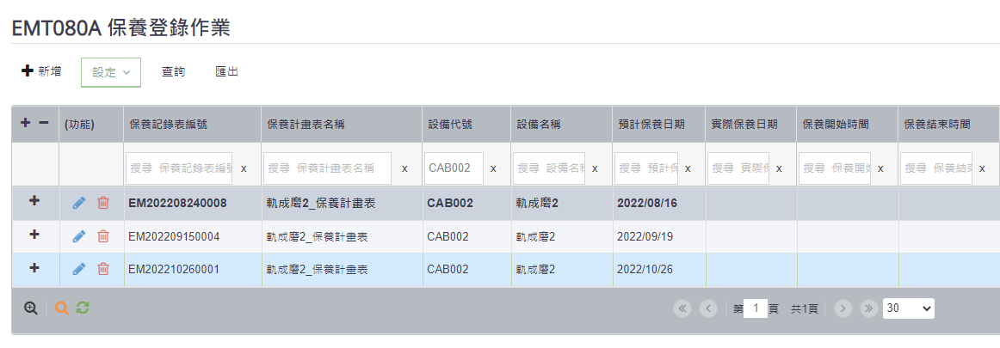 EMT080A 保養登錄作業
新增 設定 查詢 匯出
(功能) 保養記錄表編號 保養計畫表名稱 設備代號 設備名稱 預計保養日期 實際保養日期 保養開始時間 保養結束時間
搜尋 保養記錄表編號 x 搜尋 保養計畫表名稱 x CAB002 x 搜尋 設備名稱 x 搜尋 預計保 x 搜尋 實際保 x 搜尋 保養開始 x 搜尋 保養結束 x
EM202208240008 軌成磨2_保養計畫表 CAB002 軌成磨2 2022/08/16
EM202209150004 軌成磨2_保養計畫表 CAB002 軌成磨2 2022/09/19
EM202210260001 軌成磨2_保養計畫表 CAB002 軌成磨2 2022/10/26
第 1 頁 共1頁 30